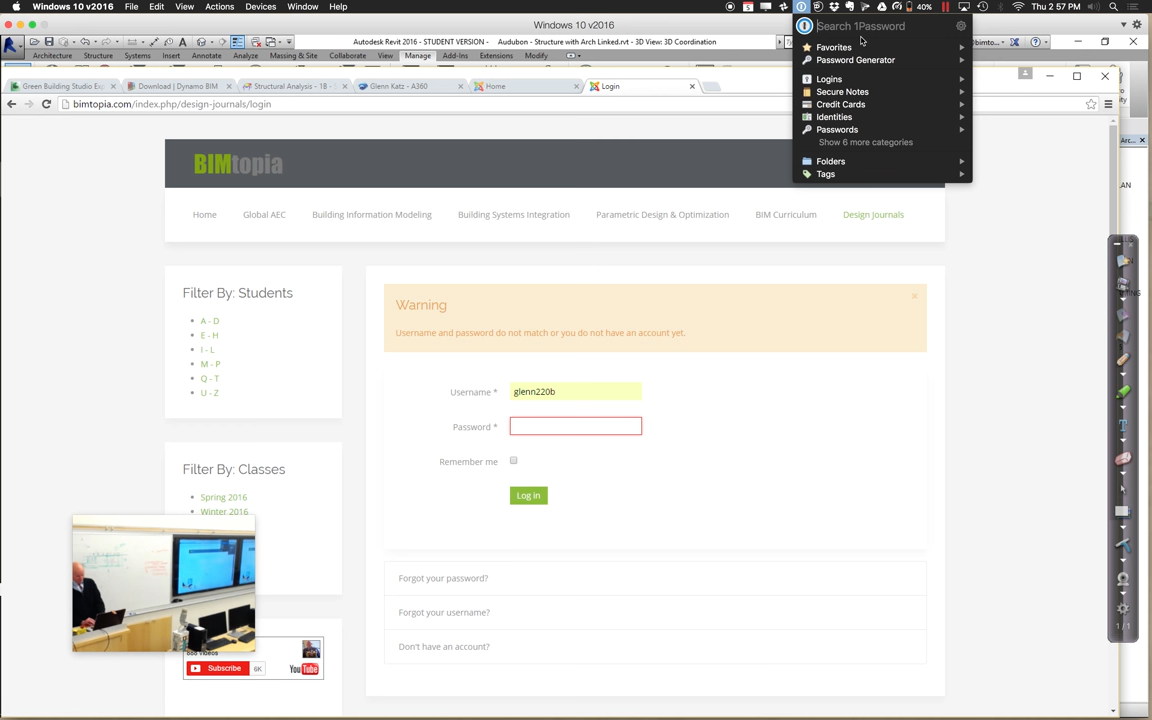 Windows 10 v2016 File Edit View Actions Devices Window Help
40% Thu 2:57 PM
Windows 10 v2016
Autodesk Revit 2016 - STUDENT VERSION - Audubon - Structure with Arch Linked.rvt - 3D View: 3D Coordination
Architecture Structure Systems Insert Annotate Analyze Massing & Site Collaborate View Manage Add-Ins Extensions Modify
Green Building Studio Ex Download | Dynamo BIM Structural Analysis - 1B - Glenn Katz - A360 Home Login
bimtopia.com/index.php/design-journals/login
Search 1Password
Favorites
Password Generator
Logins
Secure Notes
Credit Cards
Identities
Passwords
Show 6 more categories
Folders
Tags
BIMtopia
Home Global AEC Building Information Modeling Building Systems Integration Parametric Design & Optimization BIM Curriculum Design Journals
Filter By: Students
A - D
E - H
I - L
M - P
Q - T
U - Z
Filter By: Classes
Spring 2016
Winter 2016
Subscribe 6K YouTube
Warning
Username and password do not match or you do not have an account yet.
Username * glenn220b
Password *
Remember me
Log in
Forgot your password?
Forgot your username?
Don't have an account?
1 / 1